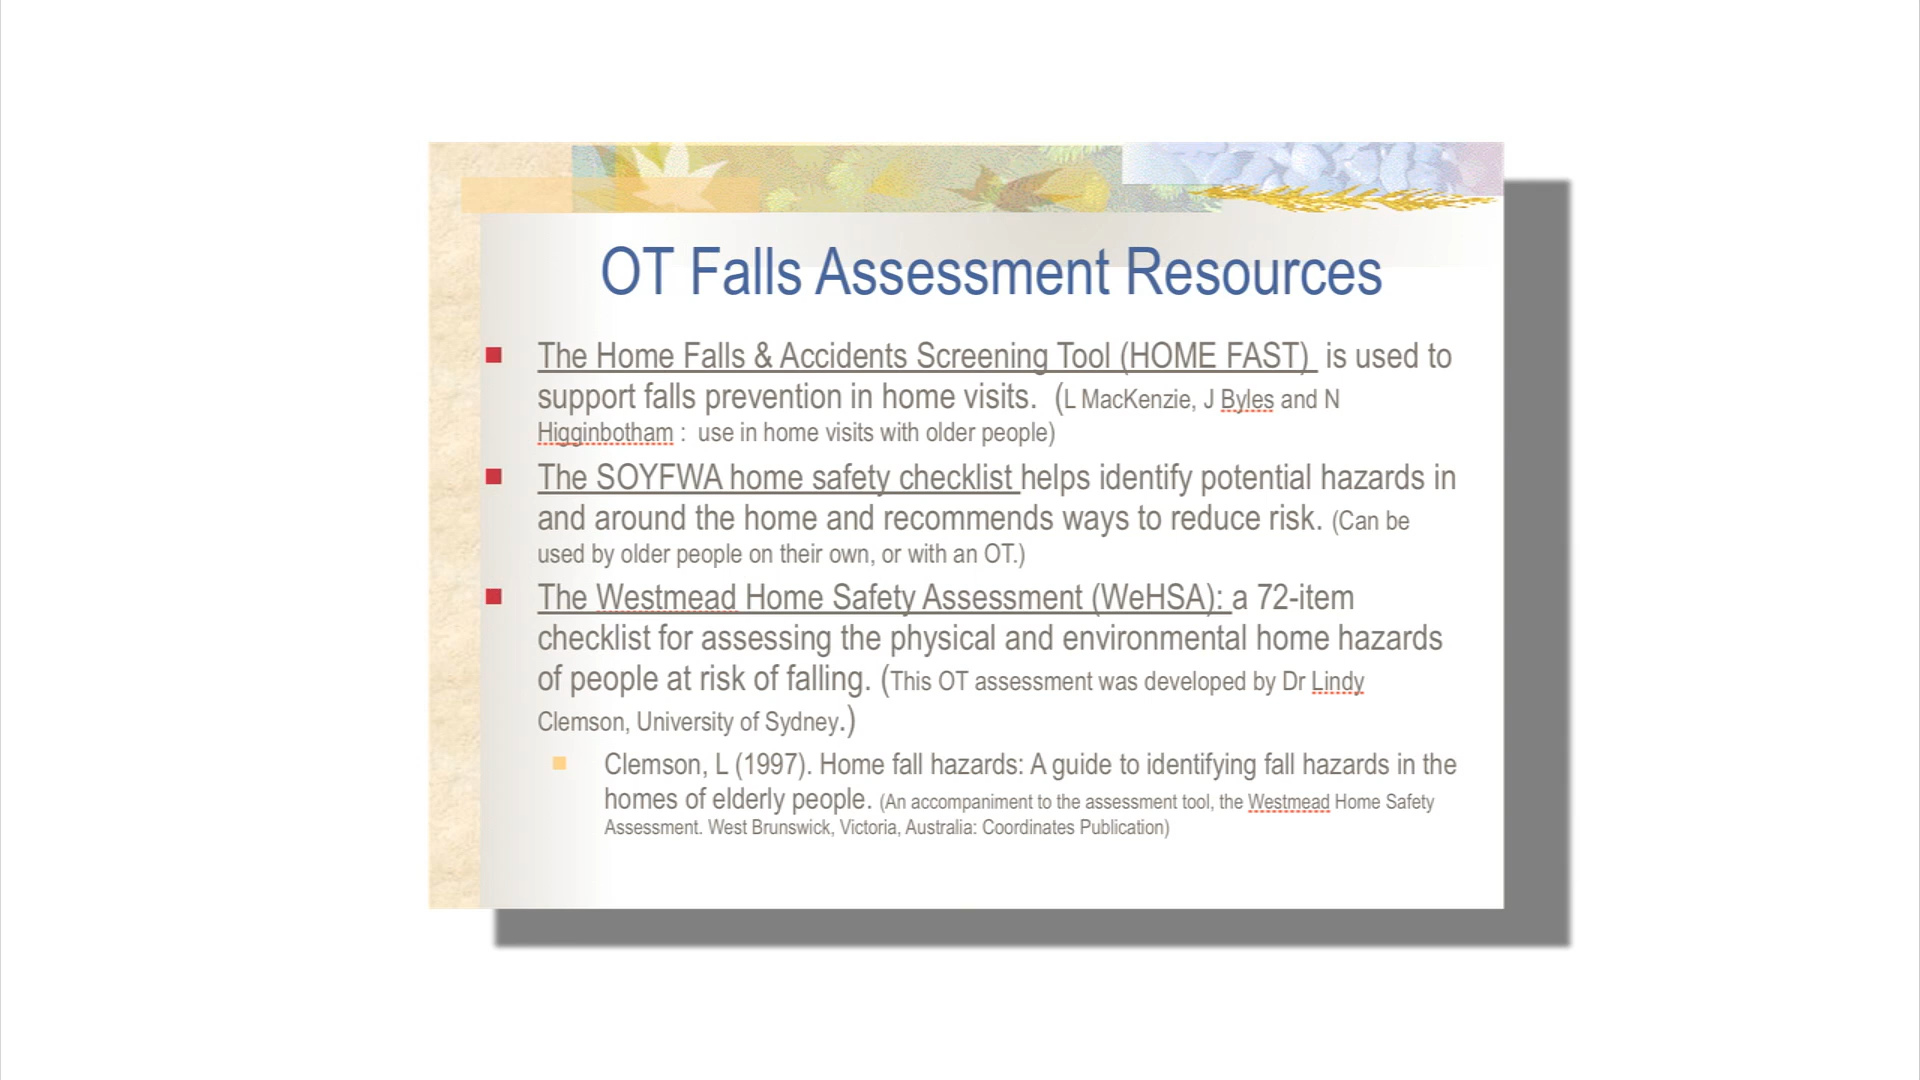 OT Falls Assessment Resources
The Home Falls & Accidents Screening Tool (HOME FAST) is used to
support falls prevention in home visits. (L MacKenzie, J Byles and N
Higginbotham : use in home visits with older people)
The SOYFWA home safety checklist helps identify potential hazards in
and around the home and recommends ways to reduce risk. (Can be
used by older people on their own, or with an OT.)
The Westmead Home Safety Assessment (WeHSA): a 72-item
checklist for assessing the physical and environmental home hazards
of people at risk of falling. (This OT assessment was developed by Dr Lindy
Clemson, University of Sydney.)
Clemson, L (1997). Home fall hazards: A guide to identifying fall hazards in the
homes of elderly people. (An accompaniment to the assessment tool, the Westmead Home Safety
Assessment. West Brunswick, Victoria, Australia: Coordinates Publication)